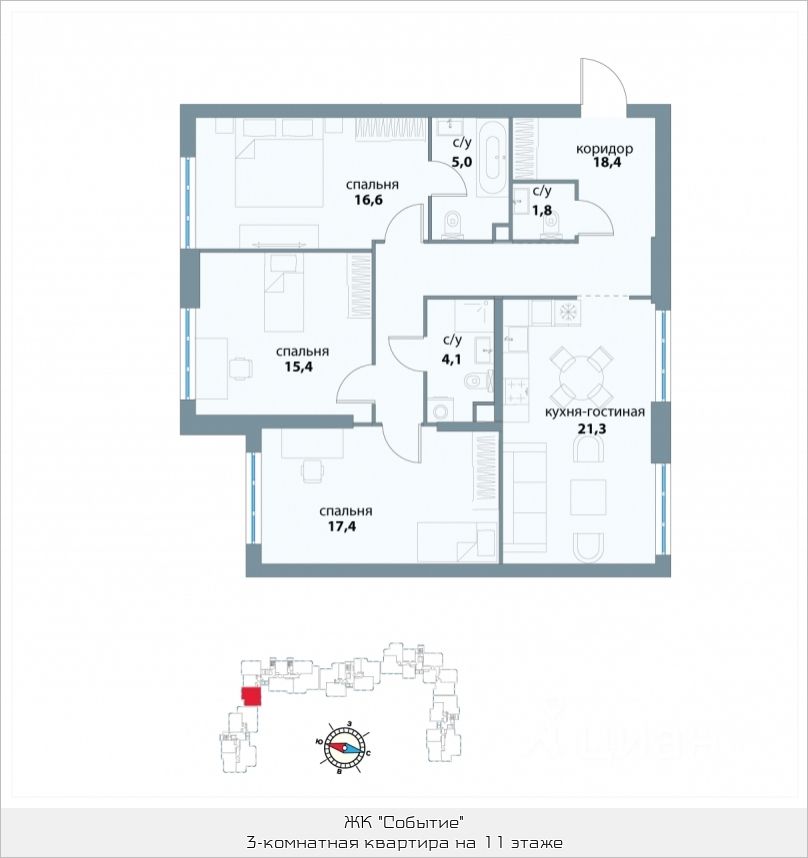 с/у
5,0
коридор
18,4
спальня
16,6
с/у
1,8
спальня
15,4
с/у
4,1
кухня-гостиная
21,3
спальня
17,4
З
Ю
С
В
Циан
ЖК "Событие"
3-комнатная квартира на 11 этаже